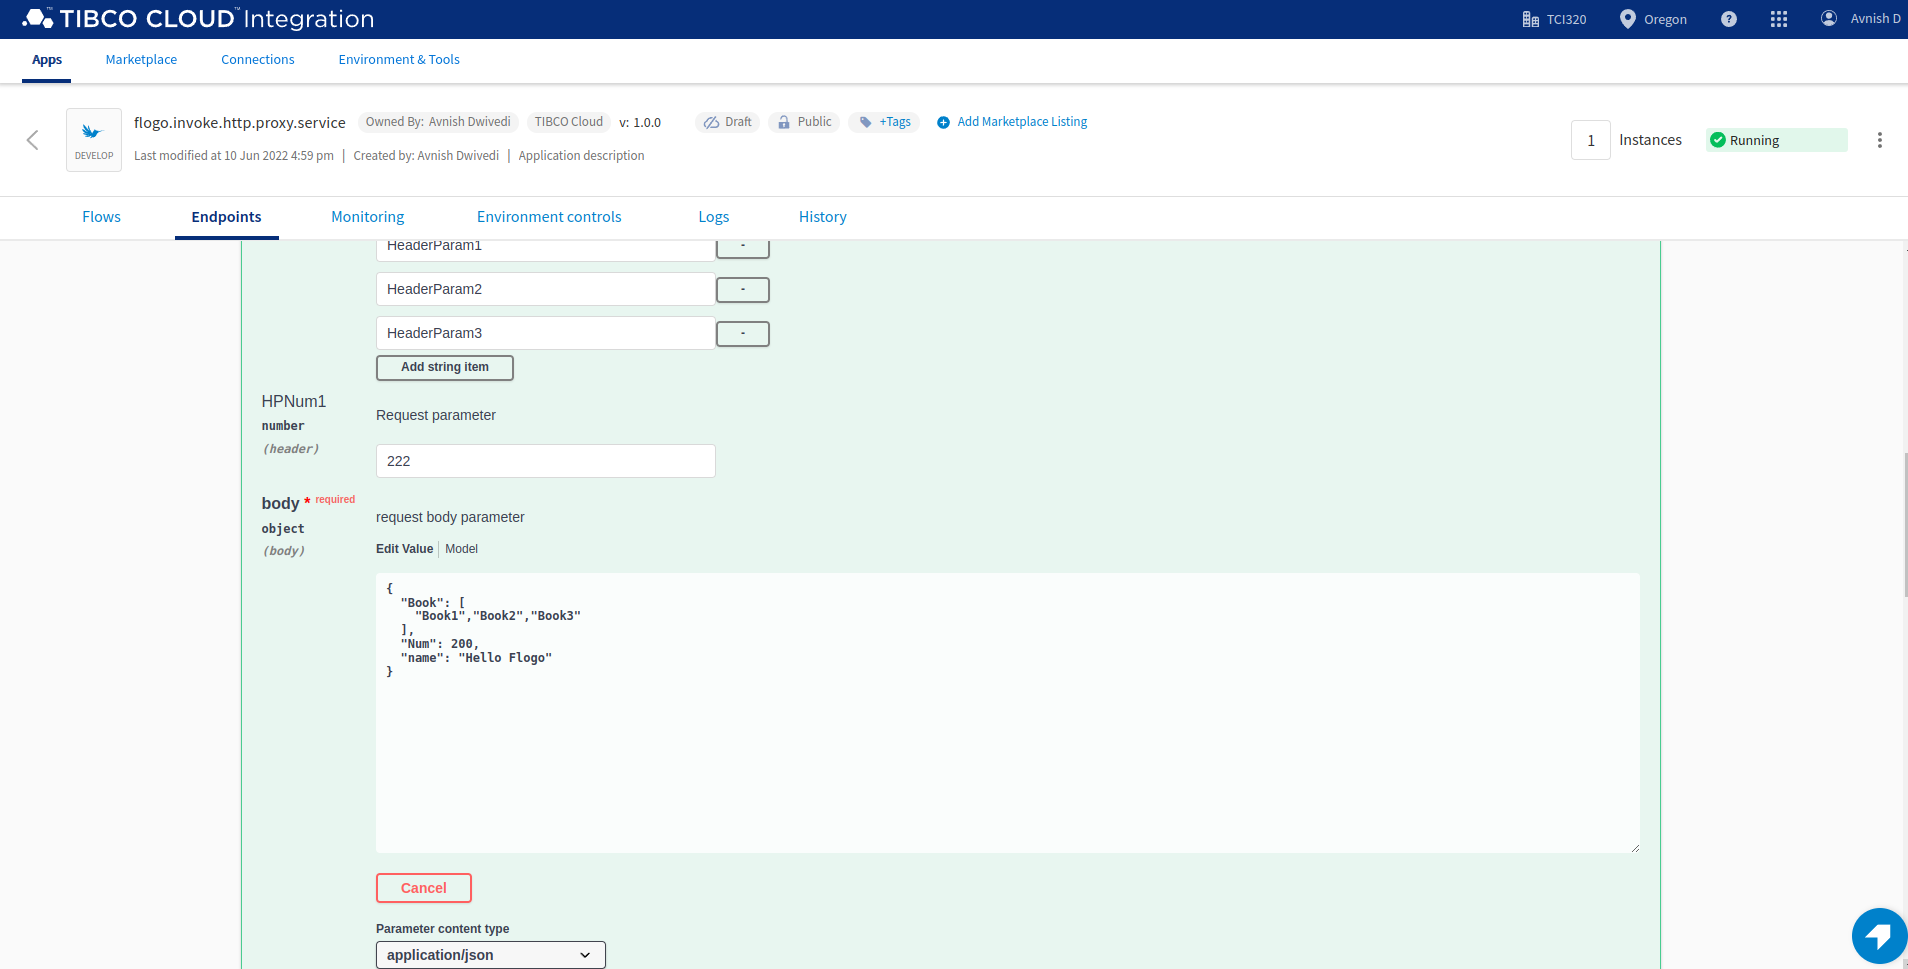 TIBCO CLOUD™ Integration
TCI320
Oregon
?
Avnish D
Apps
Marketplace
Connections
Environment & Tools
DEVELOP
flogo.invoke.http.proxy.service
Owned By: Avnish Dwivedi
TIBCO Cloud
v: 1.0.0
Draft
Public
+Tags
Add Marketplace Listing
Last modified at 10 Jun 2022 4:59 pm | Created by: Avnish Dwivedi | Application description
1
Instances
Running
Flows
Endpoints
Monitoring
Environment controls
Logs
History
HeaderParam1
-
HeaderParam2
-
HeaderParam3
-
Add string item
HPNum1
number
(header)
Request parameter
222
body * required
object
(body)
request body parameter
Edit Value | Model
{
"Book": [
"Book1","Book2","Book3"
],
"Num": 200,
"name": "Hello Flogo"
}
Cancel
Parameter content type
application/json